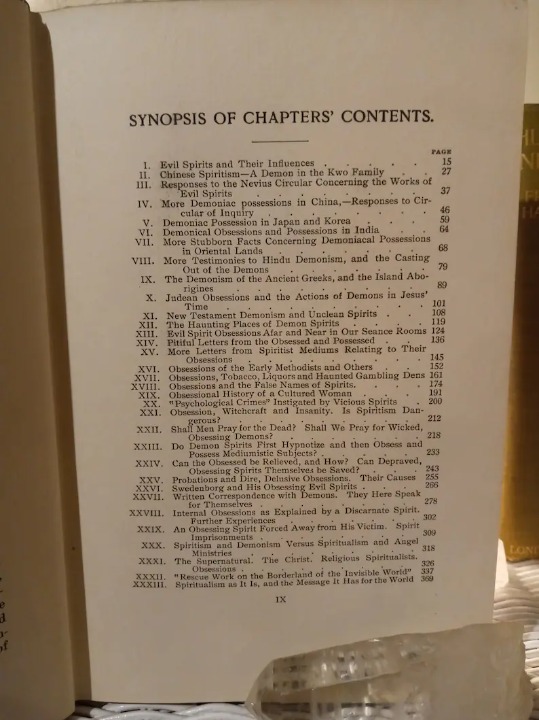 SYNOPSIS OF CHAPTERS' CONTENTS.
PAGE
I. Evil Spirits and Their Influences . . . . . 15
II. Chinese Spiritism—A Demon in the Kwo Family . . 27
III. Responses to the Nevius Circular Concerning the Works of
Evil Spirits . . . . . . . 37
IV. More Demoniac possessions in China,—Responses to Cir-
cular of Inquiry . . . . . . 46
V. Demoniac Possession in Japan and Korea . . . 59
VI. Demonical Obsessions and Possessions in India . . 64
VII. More Stubborn Facts Concerning Demoniacal Possessions
in Oriental Lands . . . . . 68
VIII. More Testimonies to Hindu Demonism, and the Casting
Out of the Demons . . . . . 79
IX. The Demonism of the Ancient Greeks, and the Island Abo-
rigines . . . . . . . 89
X. Judean Obsessions and the Actions of Demons in Jesus'
Time . . . . . . . 101
XI. New Testament Demonism and Unclean Spirits . . 108
XII. The Haunting Places of Demon Spirits . . . 119
XIII. Evil Spirit Obsessions Afar and Near in Our Seance Rooms 124
XIV. Pitiful Letters from the Obsessed and Possessed . . 136
XV. More Letters from Spiritist Mediums Relating to Their
Obsessions . . . . . . 145
XVI. Obsessions of the Early Methodists and Others . . 152
XVII. Obsessions, Tobacco, Liquors and Haunted Gambling Dens 161
XVIII. Obsessions and the False Names of Spirits. . . . 174
XIX. Obsessional History of a Cultured Woman . . . 191
XX. "Psychological Crimes" Instigated by Vicious Spirits . 200
XXI. Obsession, Witchcraft and Insanity. Is Spiritism Dan-
gerous? . . . . . . . 212
XXII. Shall Men Pray for the Dead? Shall We Pray for Wicked,
Obsessing Demons? . . . . . 218
XXIII. Do Demon Spirits First Hypnotize and then Obsess and
Possess Mediumistic Subjects? . . . . 233
XXIV. Can the Obsessed be Relieved, and How? Can Depraved,
Obsessing Spirits Themselves be Saved? . . 243
XXV. Probations and Dire, Delusive Obsessions. Their Causes 255
XXVI. Swedenborg and His Obsessing Evil Spirits . . . 266
XXVII. Written Correspondence with Demons. They Here Speak
for Themselves . . . . . . 278
XXVIII. Internal Obsessions as Explained by a Discarnate Spirit.
Further Experiences . . . . . 302
XXIX. An Obsessing Spirit Forced Away from His Victim. Spirit
Imprisonments . . . . . . 309
XXX. Spiritism and Demonism Versus Spiritualism and Angel
Ministries . . . . . . . 318
XXXI. The Supernatural. The Christ. Religious Spiritualists.
Obsessions . . . . . . . 326
XXXII. "Rescue Work on the Borderland of the Invisible World" 337
XXXIII. Spiritualism as It Is, and the Message It Has for the World 369
IX